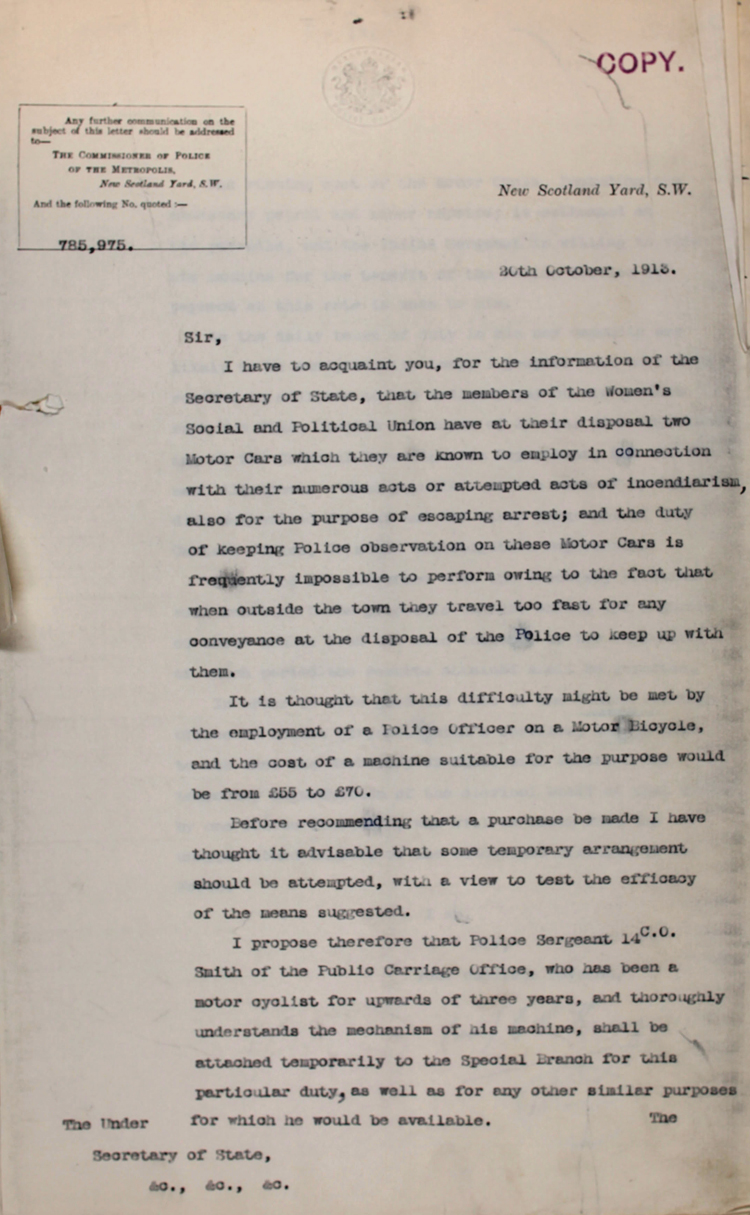 COPY.
Any further communication on the
subject of this letter should be addressed
to—
THE COMMISSIONER OF POLICE
OF THE METROPOLIS,
New Scotland Yard, S.W.
And the following No. quoted :—
785,975.
New Scotland Yard, S.W.
30th October, 1913.
Sir,
I have to acquaint you, for the information of the
Secretary of State, that the members of the Women's
Social and Political Union have at their disposal two
Motor Cars which they are known to employ in connection
with their numerous acts or attempted acts of incendiarism,
also for the purpose of escaping arrest; and the duty
of keeping Police observation on these Motor Cars is
frequently impossible to perform owing to the fact that
when outside the town they travel too fast for any
conveyance at the disposal of the Police to keep up with
them.
It is thought that this difficulty might be met by
the employment of a Police Officer on a Motor Bicycle,
and the cost of a machine suitable for the purpose would
be from £55 to £70.
Before recommending that a purchase be made I have
thought it advisable that some temporary arrangement
should be attempted, with a view to test the efficacy
of the means suggested.
I propose therefore that Police Sergeant 14 C.O.
Smith of the Public Carriage Office, who has been a
motor cyclist for upwards of three years, and thoroughly
understands the mechanism of his machine, shall be
attached temporarily to the Special Branch for this
particular duty, as well as for any other similar purposes
for which he would be available.
The
The Under
Secretary of State,
&c., &c., &c.